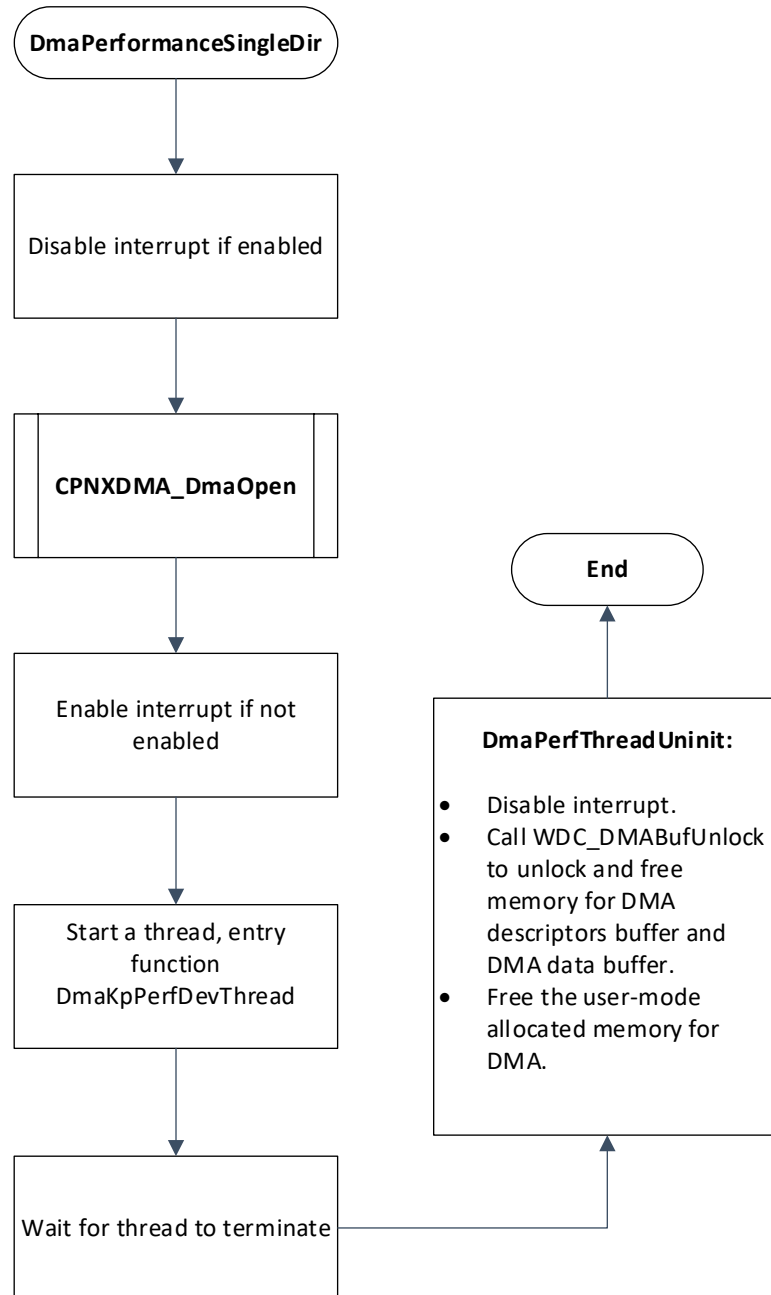 DmaPerformanceSingleDir
Disable interrupt if enabled
CPNXDMA_DmaOpen
Enable interrupt if not
enabled
Start a thread, entry
function
DmaKpPerfDevThread
Wait for thread to terminate
DmaPerfThreadUninit:
• Disable interrupt.
• Call WDC_DMABufUnlock
to unlock and free
memory for DMA
descriptors buffer and
DMA data buffer.
• Free the user-mode
allocated memory for
DMA.
End